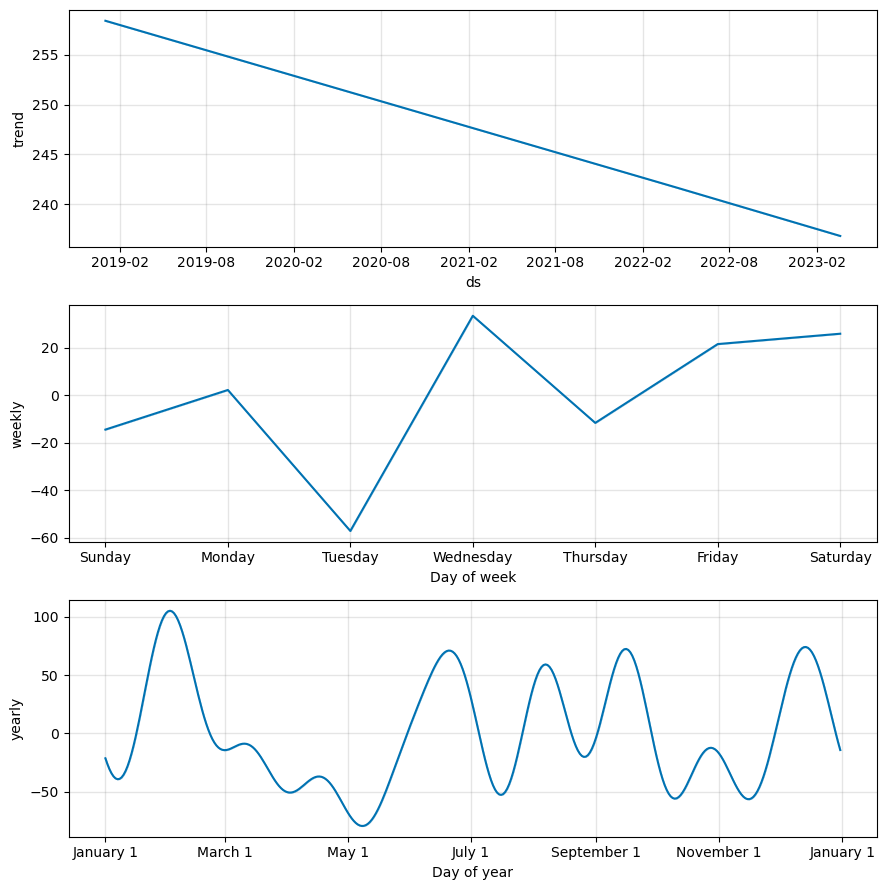 trend
255
250
245
240
2019-02 2019-08 2020-02 2020-08 2021-02 2021-08 2022-02 2022-08 2023-02
ds
weekly
20
0
−20
−40
−60
Sunday Monday Tuesday Wednesday Thursday Friday Saturday
Day of week
yearly
100
50
0
−50
January 1 March 1 May 1 July 1 September 1 November 1 January 1
Day of year